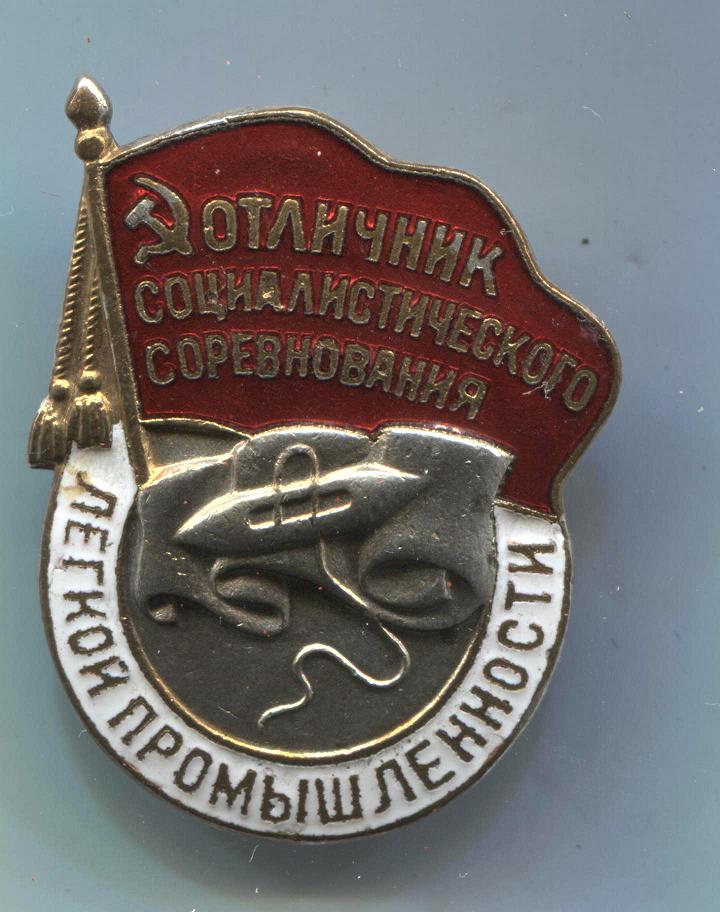 ОТЛИЧНИК
СОЦИАЛИСТИЧЕСКОГО
СОРЕВНОВАНИЯ
ЛЕГКОЙ ПРОМЫШЛЕННОСТИ